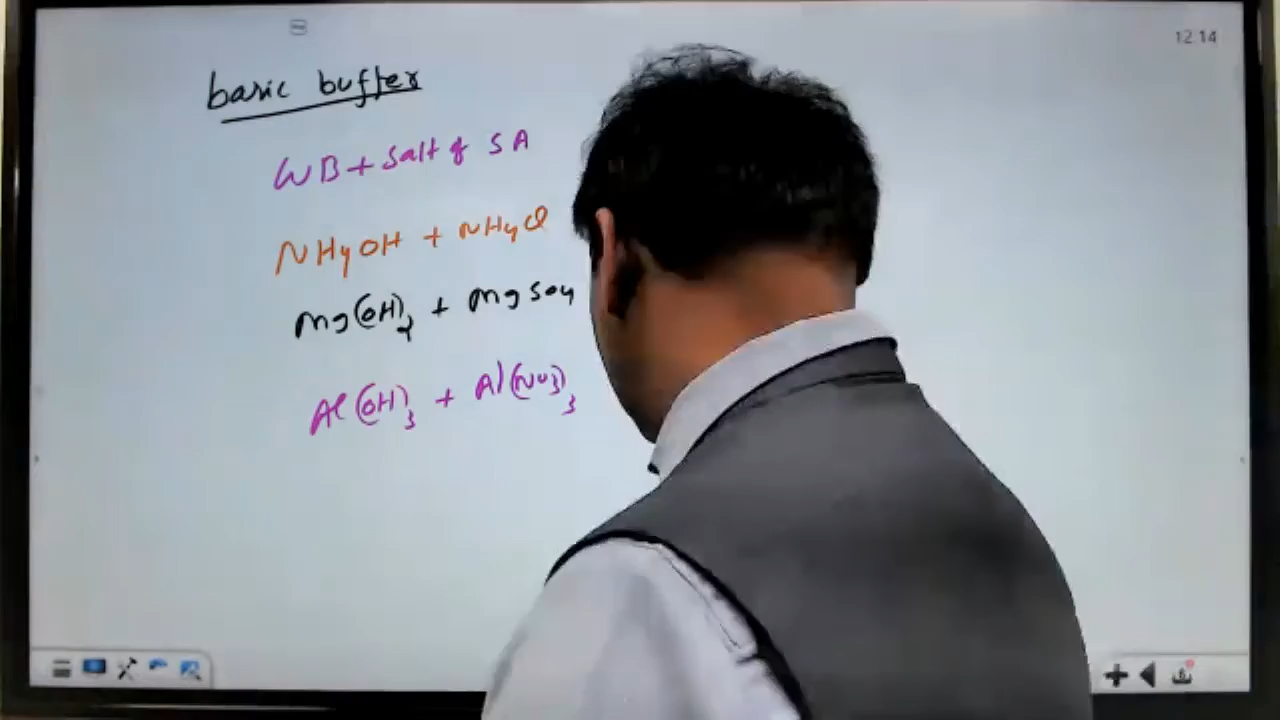 12:14
basic buffer
WB + Salt of SA
NH4OH + NH4Cl
Mg(OH)2 + MgSO4
Al(OH)3 + Al(NO3)3